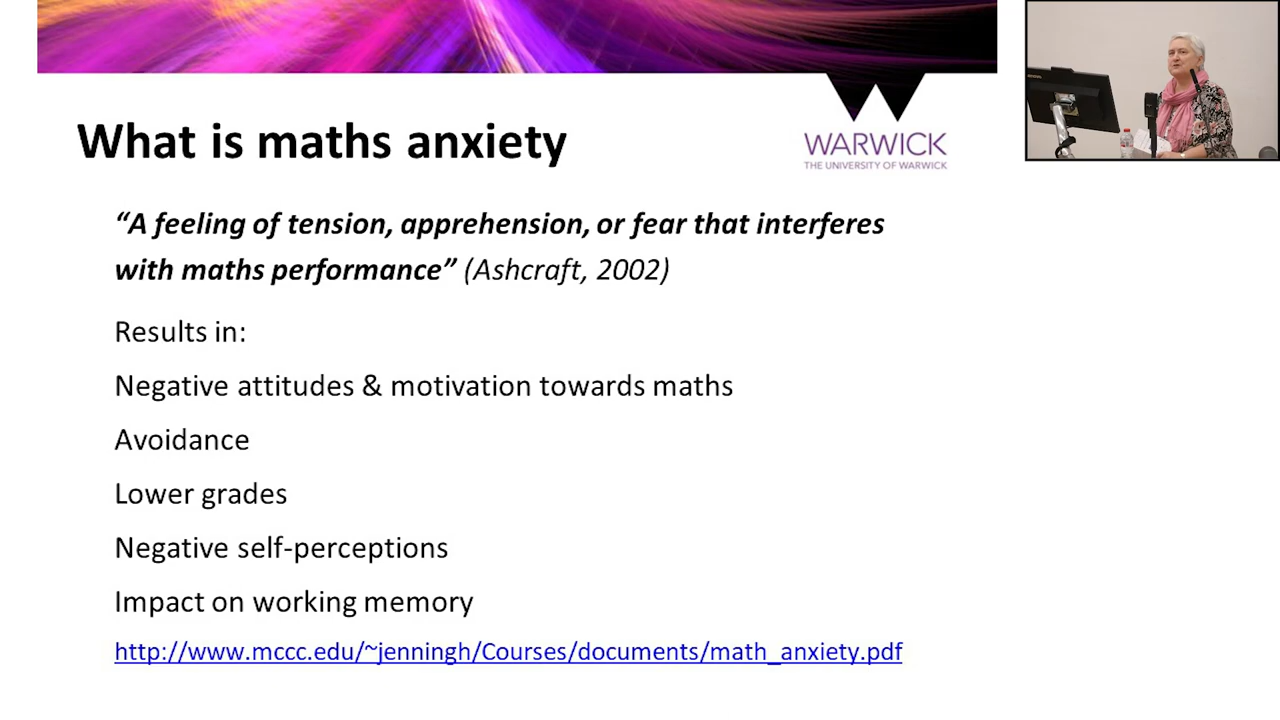 What is maths anxiety
WARWICK
THE UNIVERSITY OF WARWICK
“A feeling of tension, apprehension, or fear that interferes
with maths performance” (Ashcraft, 2002)
Results in:
Negative attitudes & motivation towards maths
Avoidance
Lower grades
Negative self-perceptions
Impact on working memory
http://www.mccc.edu/~jenningh/Courses/documents/math_anxiety.pdf